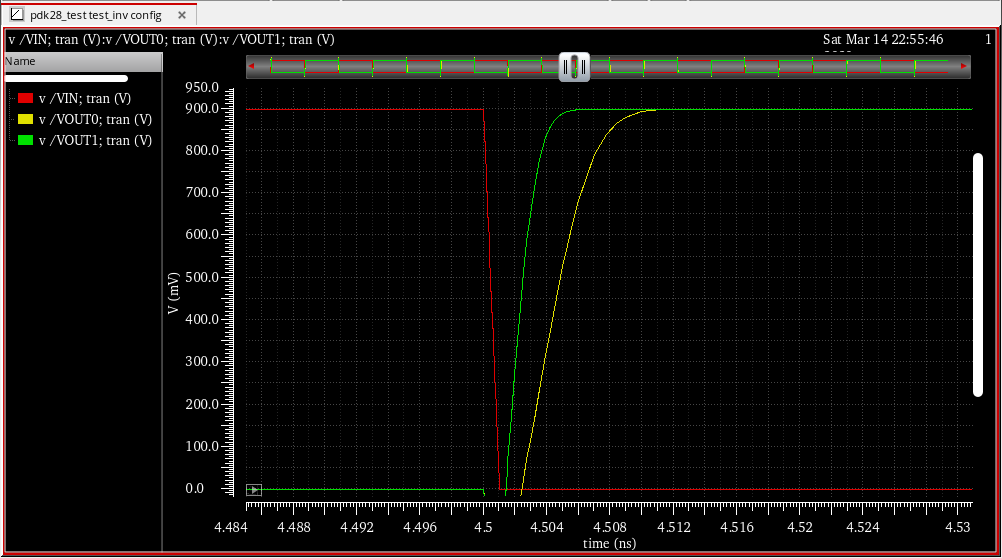 pdk28_test test_inv config
v /VIN; tran (V):v /VOUT0; tran (V):v /VOUT1; tran (V)
Sat Mar 14 22:55:46
1
Name
v /VIN; tran (V)
v /VOUT0; tran (V)
v /VOUT1; tran (V)
950.0
900.0
800.0
700.0
600.0
500.0
400.0
300.0
200.0
100.0
0.0
V (mV)
4.484 4.488 4.492 4.496 4.5 4.504 4.508 4.512 4.516 4.52 4.524 4.53
time (ns)